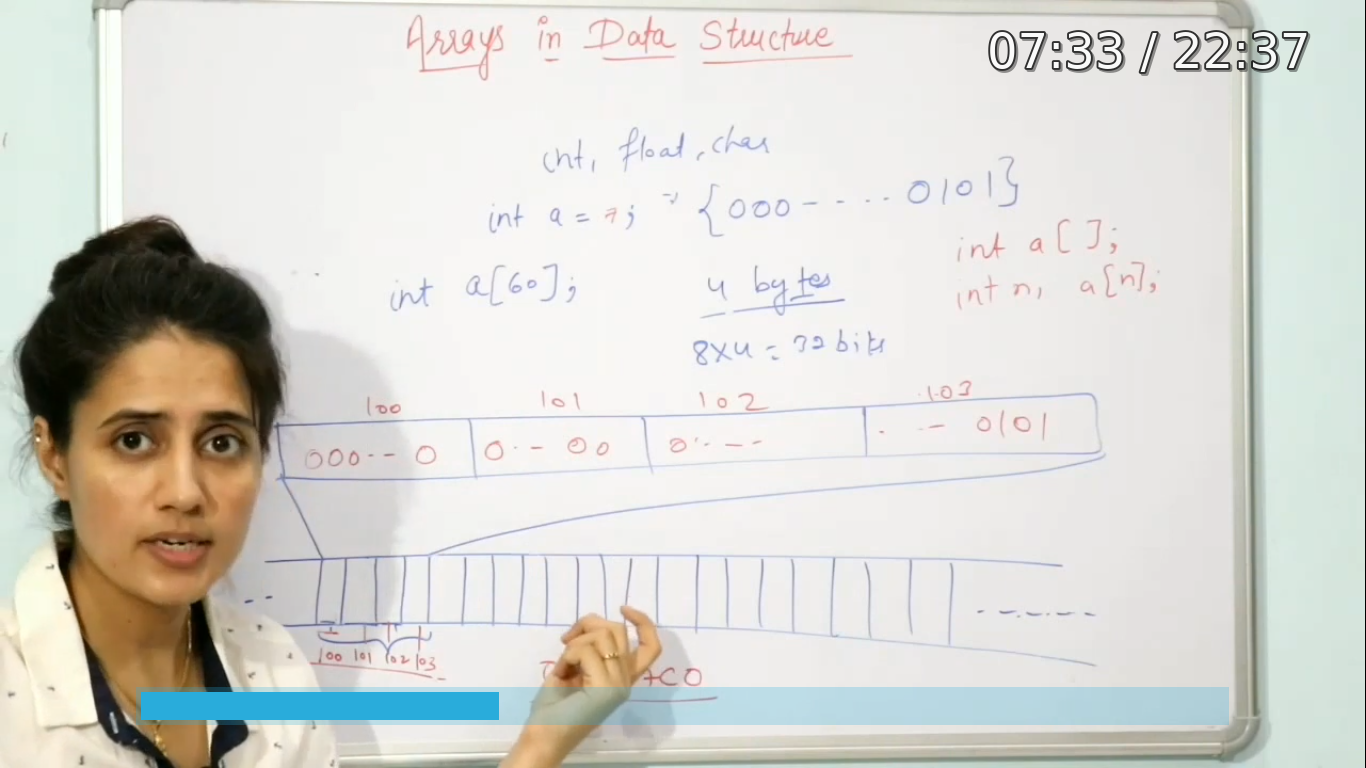 07:33 / 22:37
Arrays in Data Structure
int, float, char
int a = 7; {000 - - · · · 0101}
int a[ ];
int a[60];
4 bytes
int n, a[n];
8X4 = 32 bits
100 101 102 103
000 · - - 0 0 · - 00 0 · - - - · · - 0101
100 101 102 103
+CO